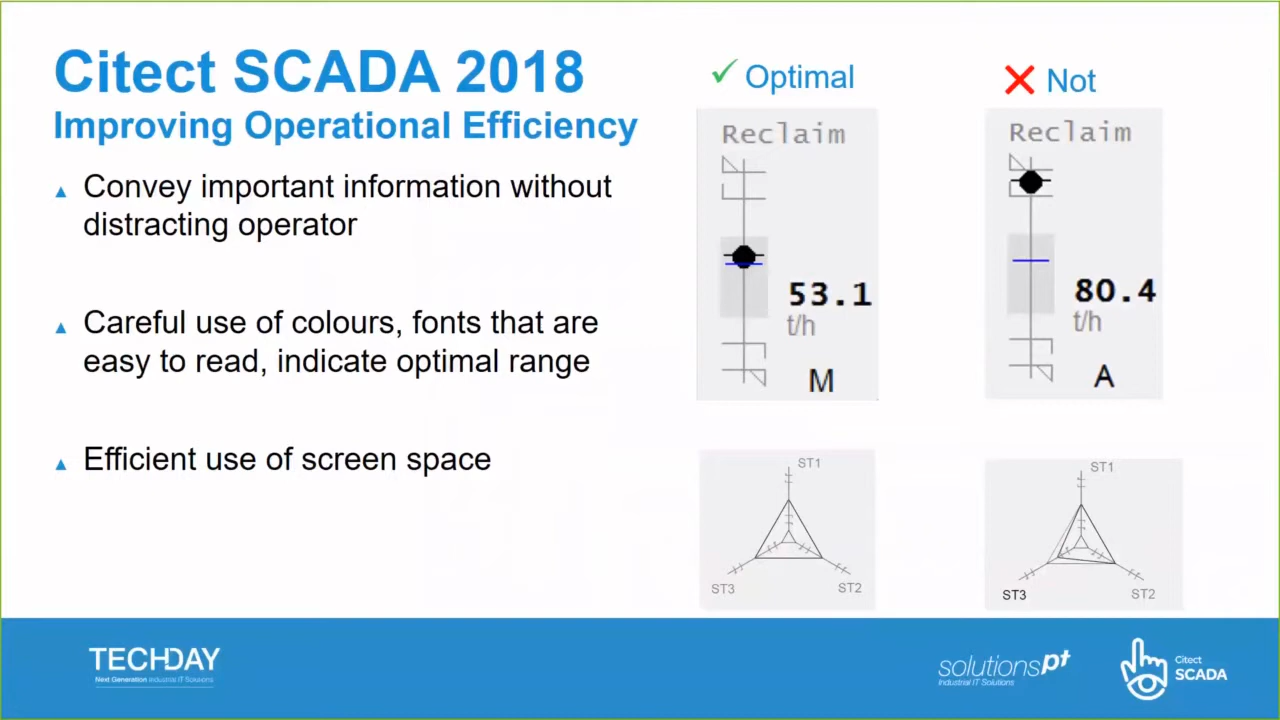 Citect SCADA 2018
Improving Operational Efficiency
▲ Convey important information without
distracting operator
▲ Careful use of colours, fonts that are
easy to read, indicate optimal range
▲ Efficient use of screen space
✓ Optimal
Reclaim
53.1
t/h
M
ST1
ST3
ST2
❌ Not
Reclaim
80.4
t/h
A
ST1
ST3
ST2
TECHDAY
Next Generation Industrial IT Solutions
solutionspt
Industrial IT Solutions
Citect
SCADA